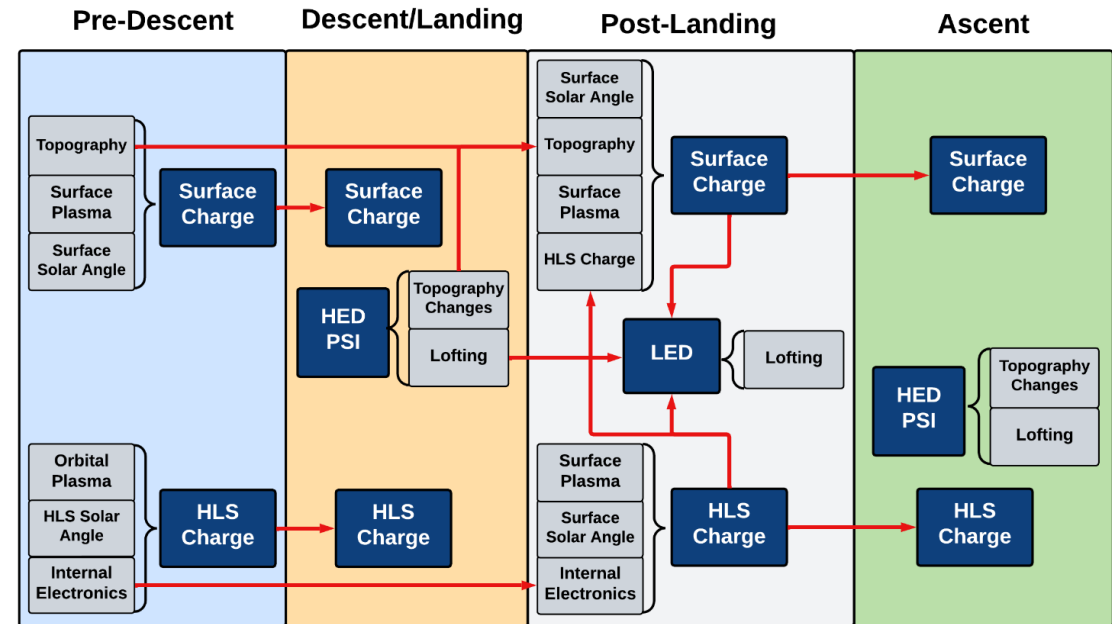 Pre-Descent
Descent/Landing
Post-Landing
Ascent
Topography
Surface
Plasma
Surface
Solar Angle
Surface
Charge
Orbital
Plasma
HLS Solar
Angle
Internal
Electronics
HLS
Charge
Surface
Charge
HED
PSI
Topography
Changes
Lofting
HLS
Charge
Surface
Solar Angle
Topography
Surface
Plasma
HLS Charge
Surface
Charge
LED
Lofting
Surface
Plasma
Surface
Solar Angle
Internal
Electronics
HLS
Charge
Surface
Charge
HED
PSI
Topography
Changes
Lofting
HLS
Charge